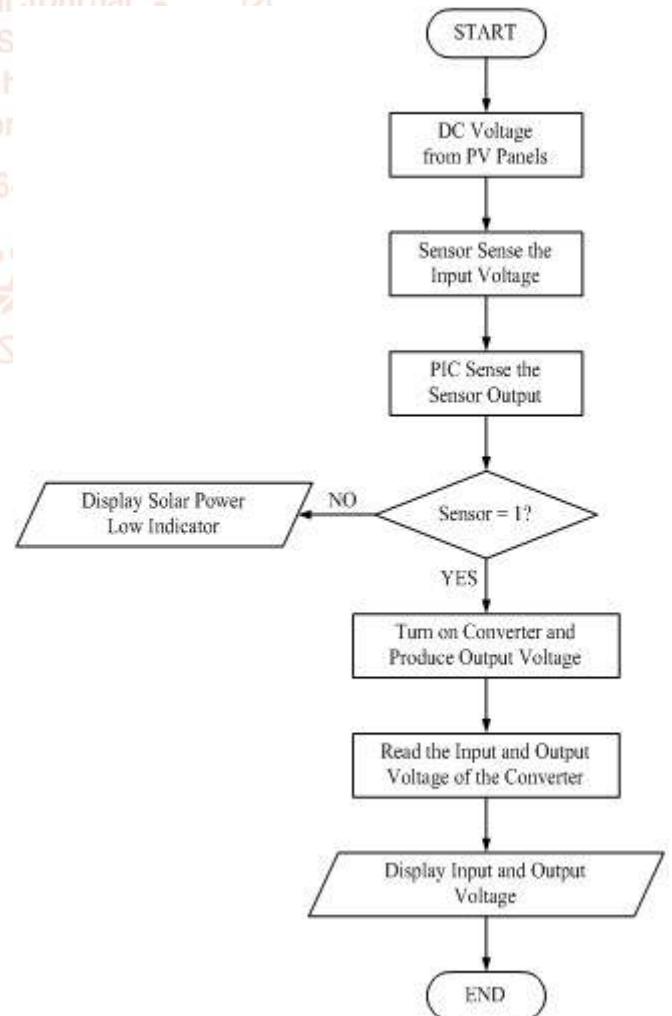 START
DC Voltage
from PV Panels
Sensor Sense the
Input Voltage
PIC Sense the
Sensor Output
Sensor = 1?
NO
Display Solar Power
Low Indicator
YES
Turn on Converter and
Produce Output Voltage
Read the Input and Output
Voltage of the Converter
Display Input and Output
Voltage
END